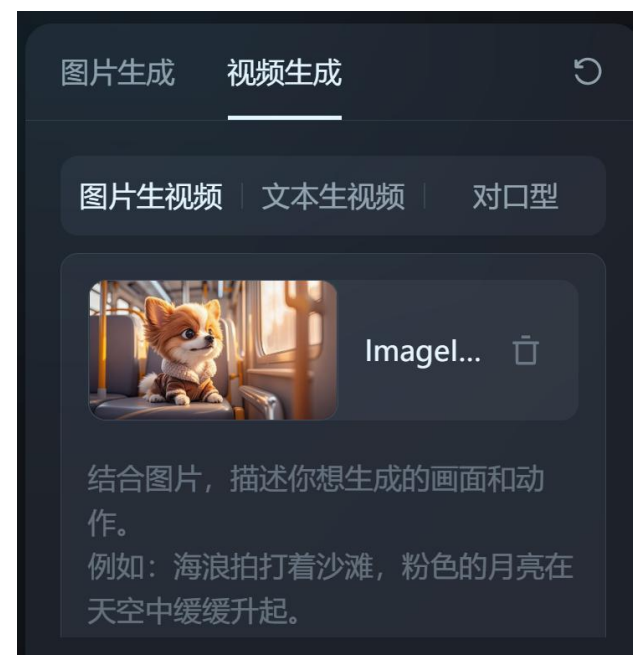 图片生成 视频生成
图片生视频 文本生视频 对口型
Imagel...
结合图片，描述你想生成的画面和动
作。
例如：海浪拍打着沙滩，粉色的月亮在
天空中缓缓升起。